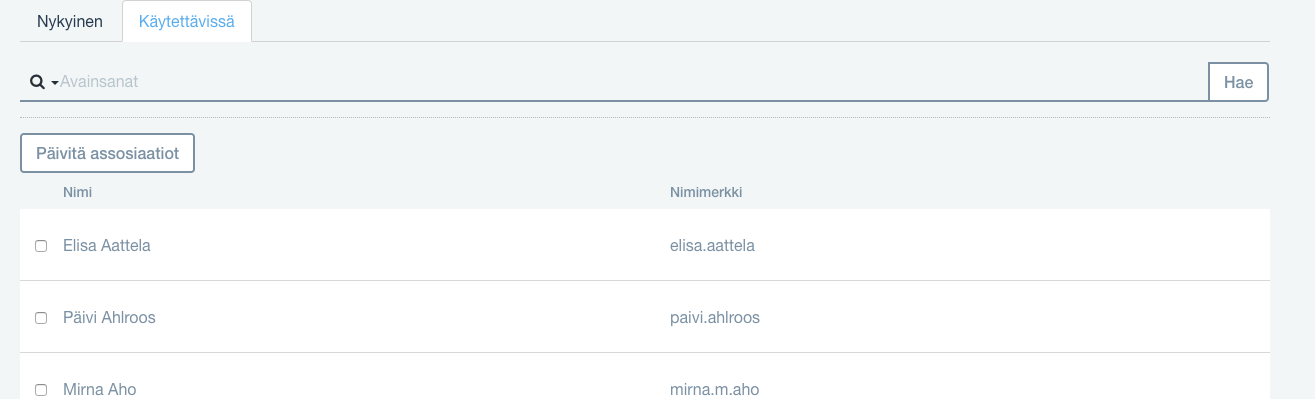 Nykyinen Käytettävissä
Avainsanat Hae
Päivitä assosiaatiot
Nimi Nimimerkki
Elisa Aattela elisa.aattela
Päivi Ahlroos paivi.ahlroos
Mirna Aho mirna.m.aho